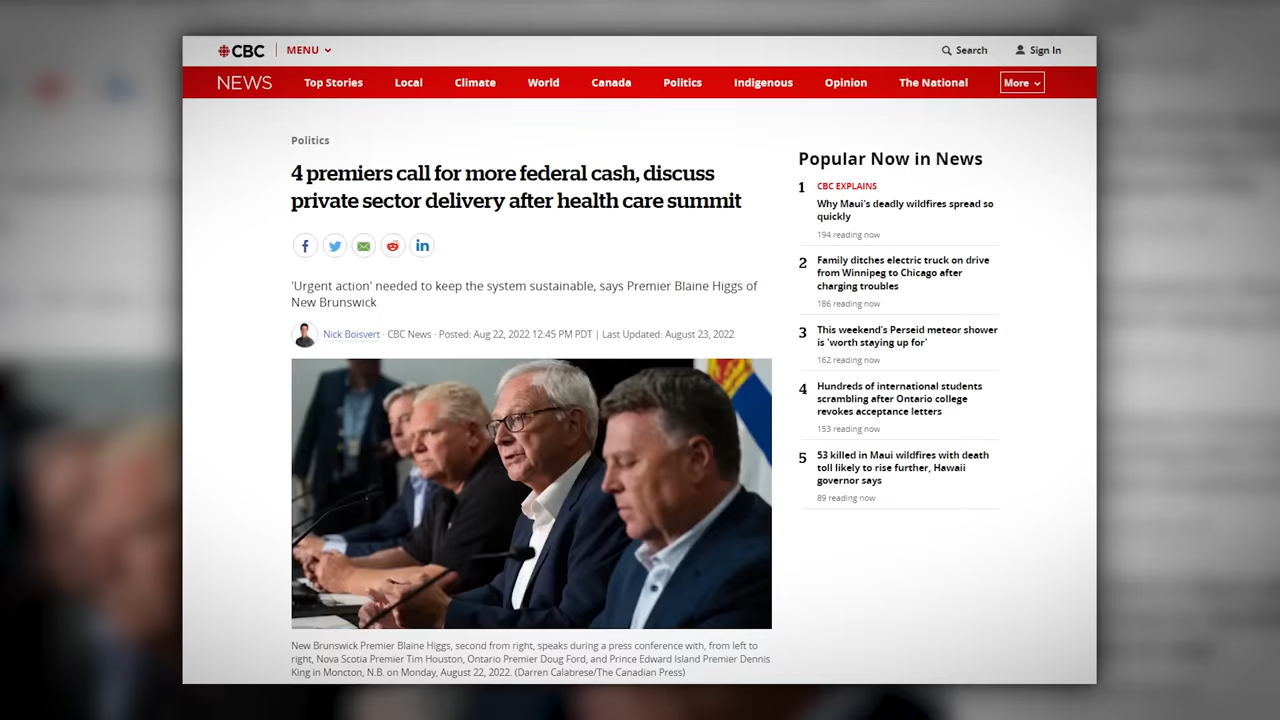 CBC MENU Search Sign In
NEWS Top Stories Local Climate World Canada Politics Indigenous Opinion The National More
Politics
4 premiers call for more federal cash, discuss
private sector delivery after health care summit
'Urgent action' needed to keep the system sustainable, says Premier Blaine Higgs of
New Brunswick
Nick Boisvert · CBC News · Posted: Aug 22, 2022 12:45 PM PDT | Last Updated: August 23, 2022
New Brunswick Premier Blaine Higgs, second from right, speaks during a press conference with, from left to
right, Nova Scotia Premier Tim Houston, Ontario Premier Doug Ford, and Prince Edward Island Premier Dennis
King in Moncton, N.B. on Monday, August 22, 2022. (Darren Calabrese/The Canadian Press)
Popular Now in News
1 CBC EXPLAINS
Why Maui's deadly wildfires spread so
quickly
194 reading now
2 Family ditches electric truck on drive
from Winnipeg to Chicago after
charging troubles
186 reading now
3 This weekend's Perseid meteor shower
is 'worth staying up for'
162 reading now
4 Hundreds of international students
scrambling after Ontario college
revokes acceptance letters
153 reading now
5 53 killed in Maui wildfires with death
toll likely to rise further, Hawaii
governor says
89 reading now